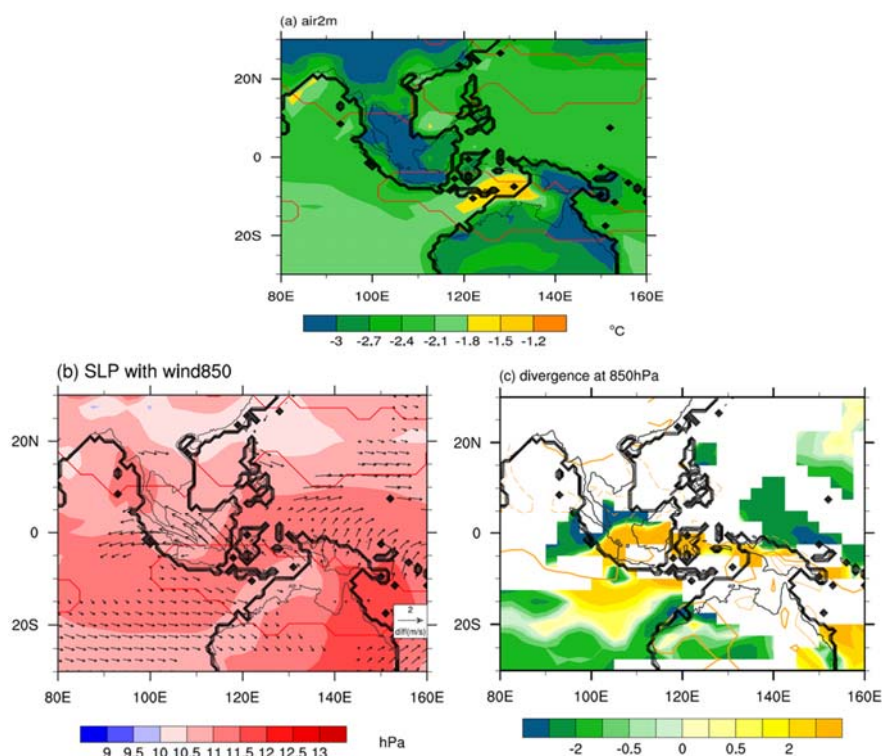 (a) air2m
20N
0
20S
80E 100E 120E 140E 160E
-3 -2.7 -2.4 -2.1 -1.8 -1.5 -1.2
°C
(b) SLP with wind850
20N
0
20S
2
diff(m/s)
80E 100E 120E 140E 160E
9 9.5 10 10.5 11 11.5 12 12.5 13
hPa
(c) divergence at 850hPa
20N
0
20S
80E 100E 120E 140E 160E
-2 -0.5 0 0.5 2